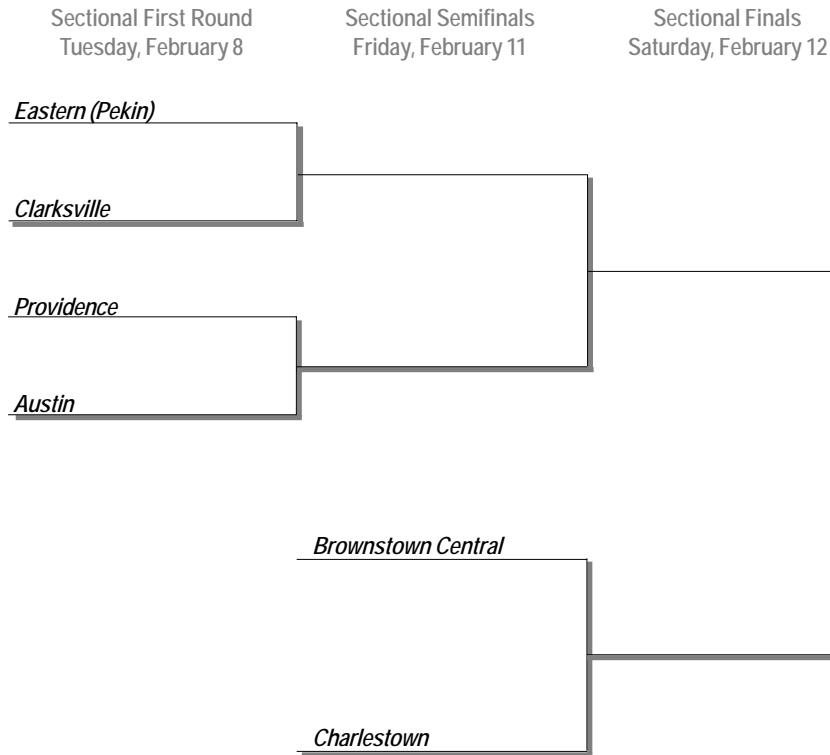 Sectional First Round
Tuesday, February 8
Sectional Semifinals
Friday, February 11
Sectional Finals
Saturday, February 12
Eastern (Pekin)
Clarksville
Providence
Austin
Brownstown Central
Charlestown